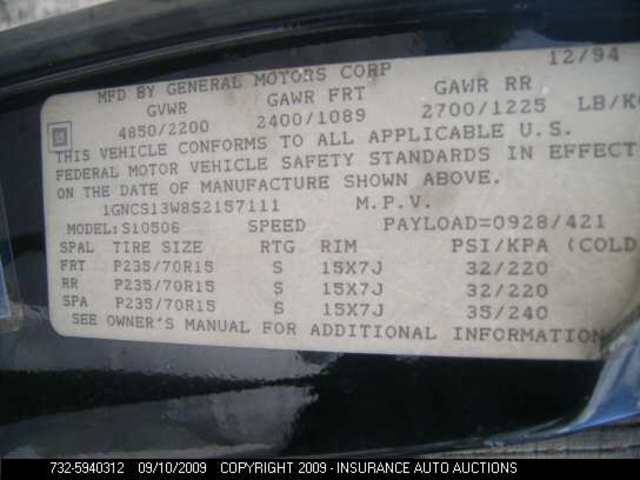 MFD BY GENERAL MOTORS CORP 12/94
GVWR GAWR FRT GAWR RR
4850/2200 2400/1089 2700/1225 LB/KG
THIS VEHICLE CONFORMS TO ALL APPLICABLE U.S.
FEDERAL MOTOR VEHICLE SAFETY STANDARDS IN EFFECT
ON THE DATE OF MANUFACTURE SHOWN ABOVE.
1GNCS13W8S2157111 M.P.V.
MODEL:S10506 SPEED PAYLOAD=0928/421
SPAL TIRE SIZE RTG RIM PSI/KPA (COLD
FRT P235/70R15 S 15X7J 32/220
RR P235/70R15 S 15X7J 32/220
SPA P235/70R15 S 15X7J 35/240
SEE OWNER'S MANUAL FOR ADDITIONAL INFORMATION
GM
732-5940312 09/10/2009 COPYRIGHT 2009 - INSURANCE AUTO AUCTIONS